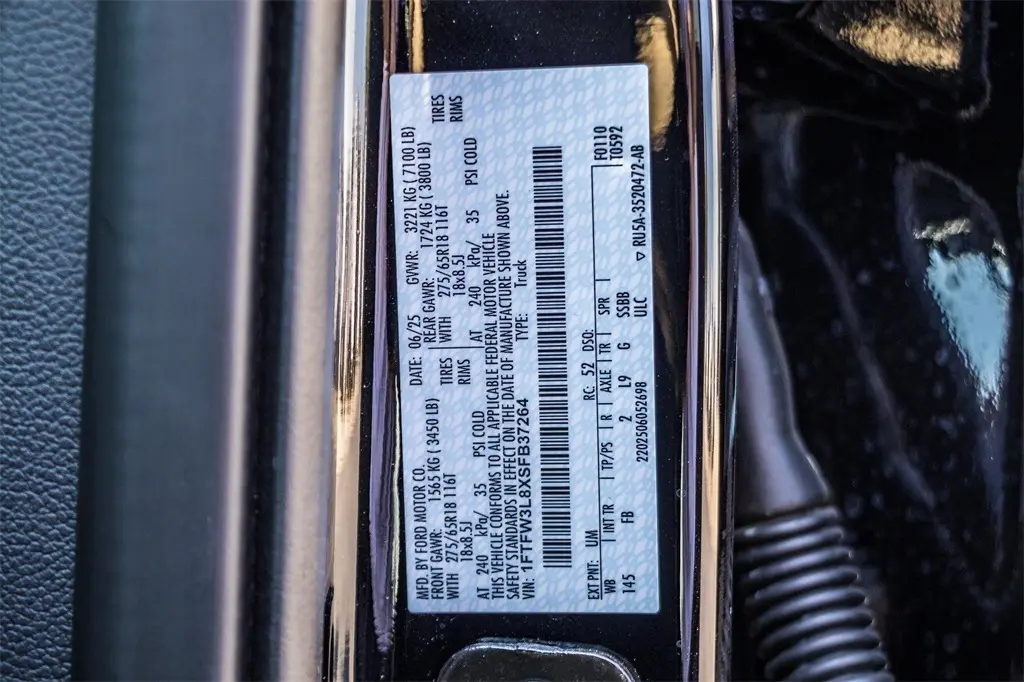 MFD. BY FORD MOTOR CO. DATE: 06/25 GVWR: 3221 KG ( 7100 LB)
FRONT GAWR: 1565 KG ( 3450 LB) REAR GAWR: 1724 KG ( 3800 LB)
WITH 275/65R18 116T TIRES WITH 275/65R18 116T TIRES
18x8.5J RIMS 18x8.5J RIMS
AT 240 kPa/ 35 PSI COLD AT 240 kPa/ 35 PSI COLD
THIS VEHICLE CONFORMS TO ALL APPLICABLE FEDERAL MOTOR VEHICLE
SAFETY STANDARDS IN EFFECT ON THE DATE OF MANUFACTURE SHOWN ABOVE.
VIN: 1FTFW3L8XSFB37264 TYPE: Truck
EXT PNT: UM RC: 52 DSO: F0110
WB | INT TR | TP/PS | R | AXLE | TR | SPR | T0592
145 FB 2 L9 G SSBB
2202506052698 ULC ▽ RU5A-3520472-AB